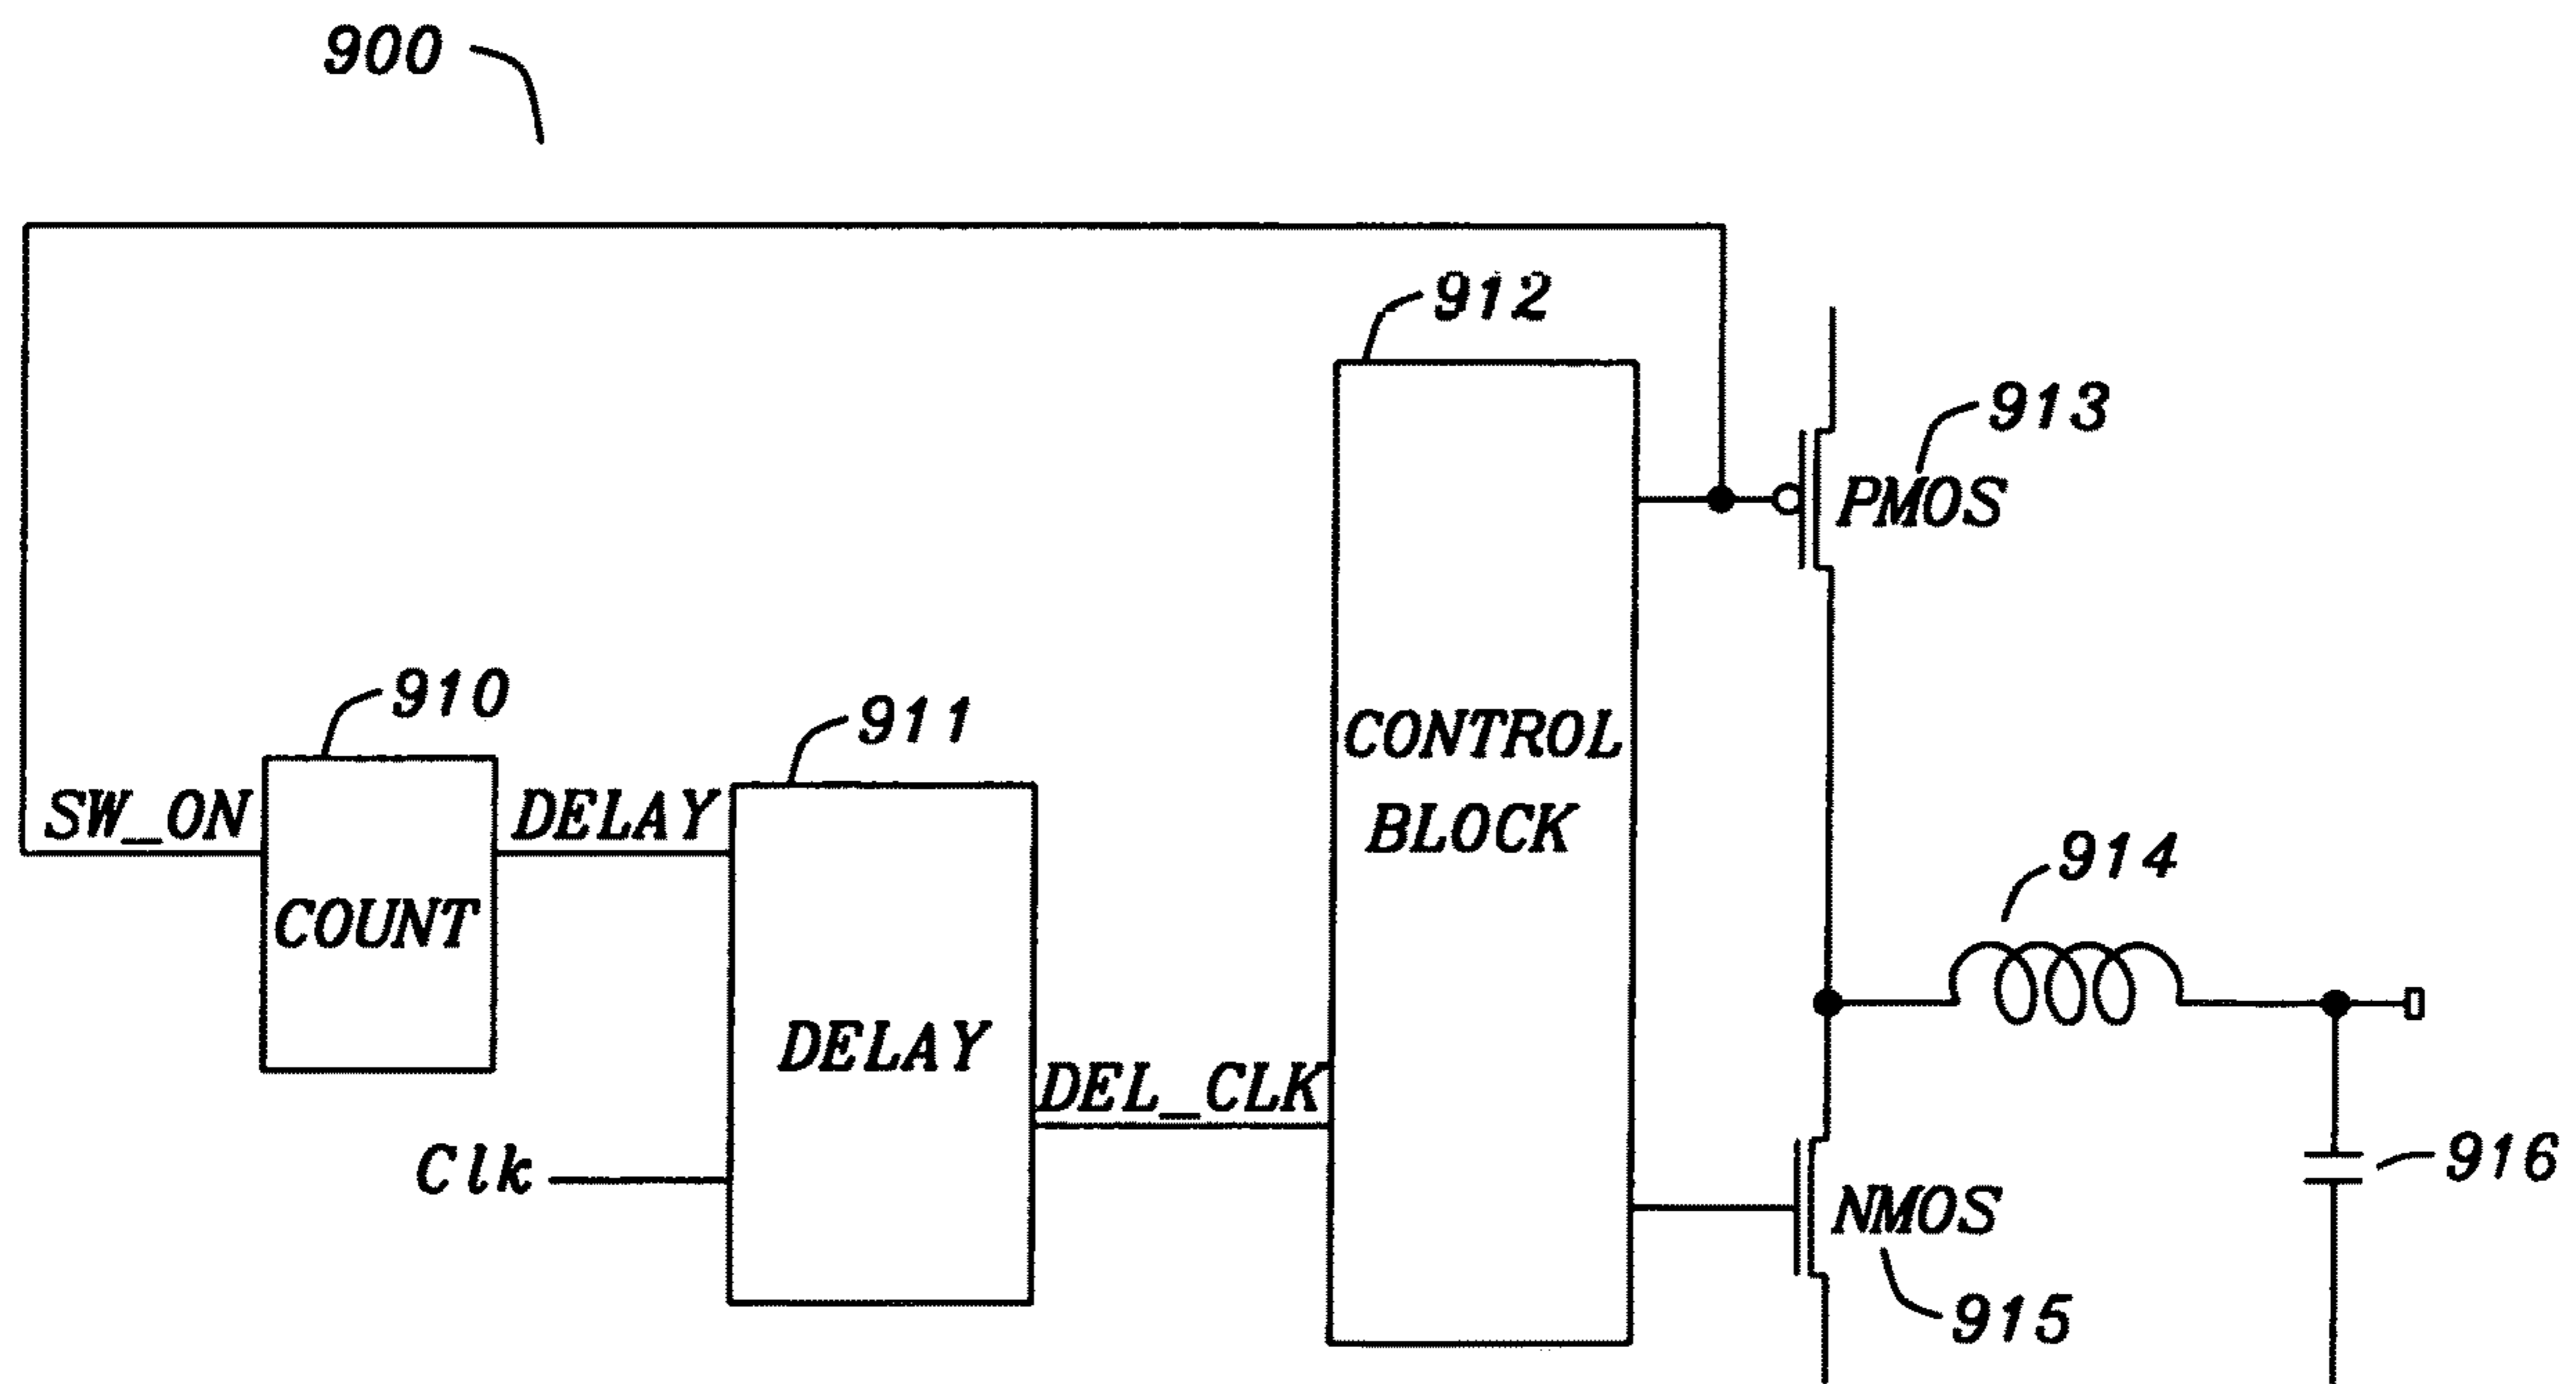 900
912
913
PMOS
910
911
SW_ON
DELAY
COUNT
CONTROL
BLOCK
914
DELAY
DEL_CLK
Clk
916
NMOS
915